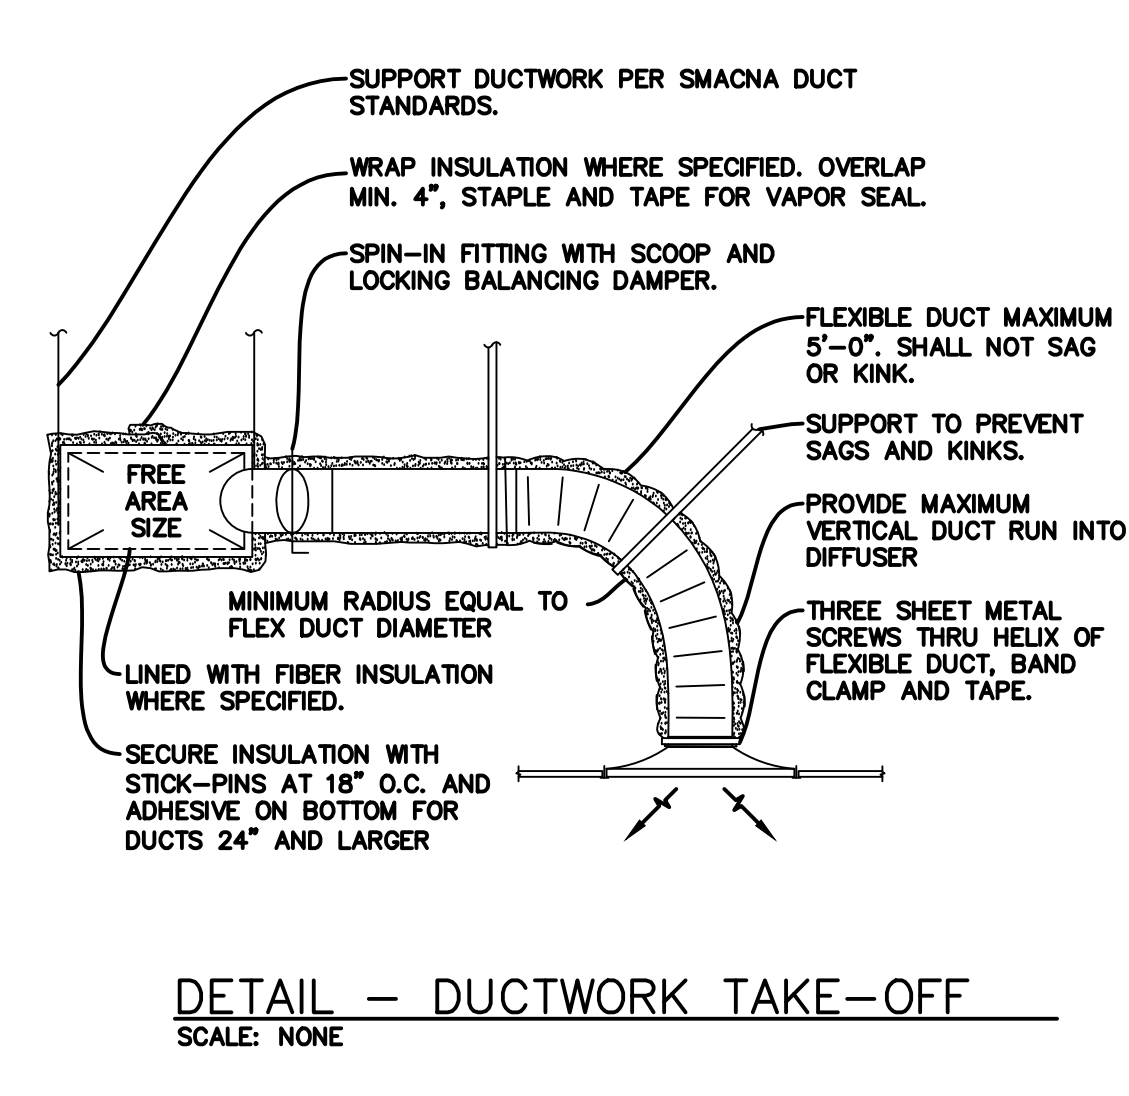 SUPPORT DUCTWORK PER SMACNA DUCT
STANDARDS.
WRAP INSULATION WHERE SPECIFIED. OVERLAP
MIN. 4", STAPLE AND TAPE FOR VAPOR SEAL.
SPIN-IN FITTING WITH SCOOP AND
LOCKING BALANCING DAMPER.
FLEXIBLE DUCT MAXIMUM
5'-0". SHALL NOT SAG
OR KINK.
SUPPORT TO PREVENT
SAGS AND KINKS.
FREE
AREA
SIZE
PROVIDE MAXIMUM
VERTICAL DUCT RUN INTO
DIFFUSER
MINIMUM RADIUS EQUAL TO
FLEX DUCT DIAMETER
THREE SHEET METAL
SCREWS THRU HELIX OF
FLEXIBLE DUCT, BAND
CLAMP AND TAPE.
LINED WITH FIBER INSULATION
WHERE SPECIFIED.
SECURE INSULATION WITH
STICK-PINS AT 18" O.C. AND
ADHESIVE ON BOTTOM FOR
DUCTS 24" AND LARGER
DETAIL - DUCTWORK TAKE-OFF
SCALE: NONE